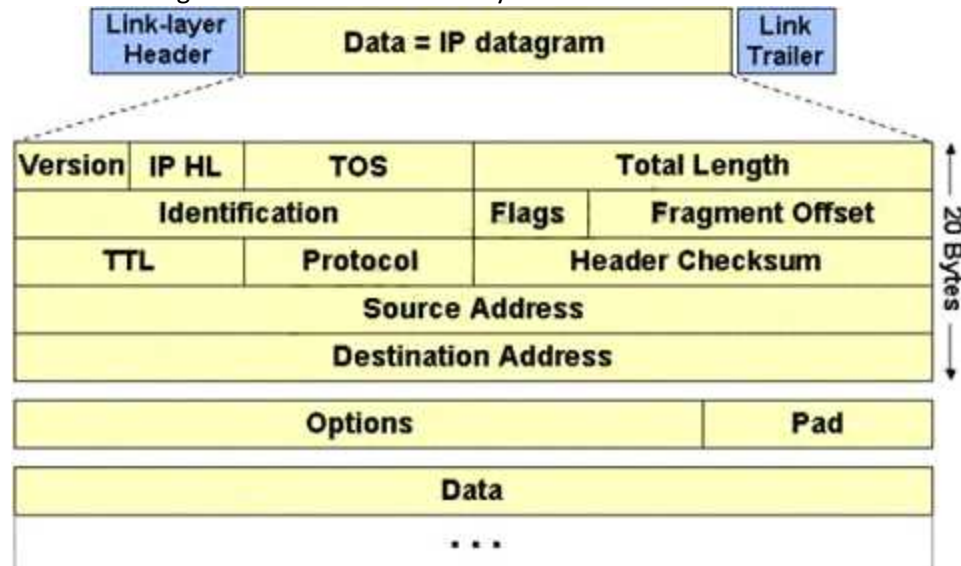 Link-layer Header
Data = IP datagram
Link Trailer
Version IP HL TOS Total Length
Identification Flags Fragment Offset
TTL Protocol Header Checksum
Source Address
Destination Address
20 Bytes
Options Pad
Data
. . .